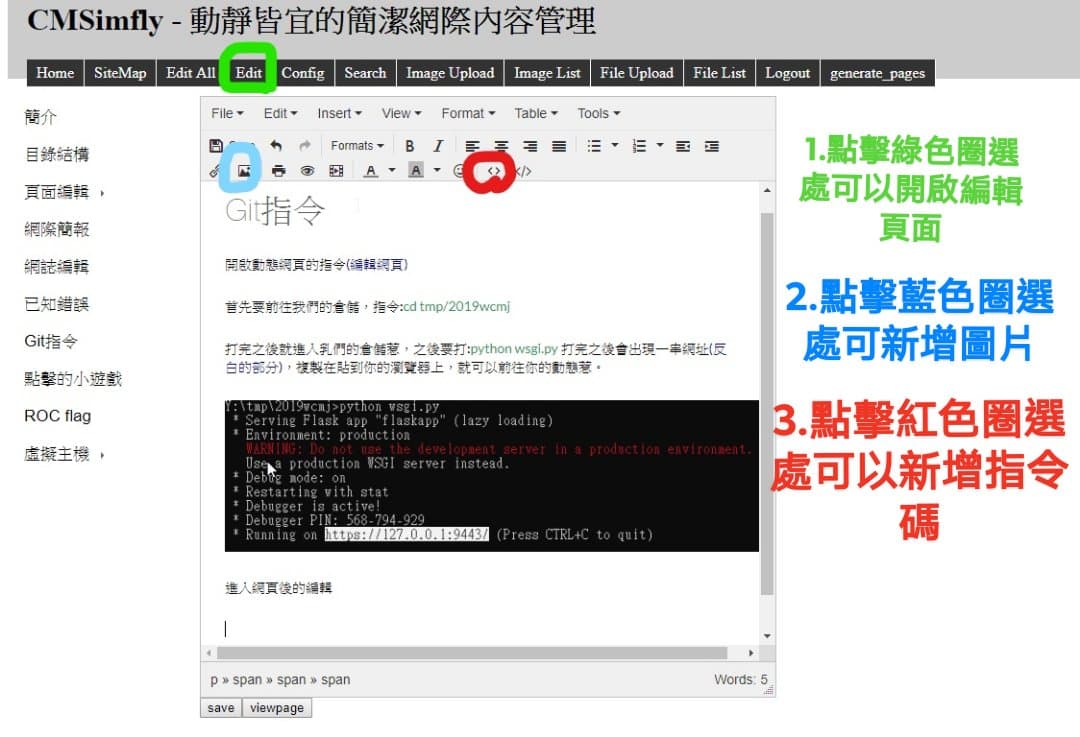 CMSimfly - 動靜皆宜的簡潔網際內容管理
Home SiteMap Edit All Edit Config Search Image Upload Image List File Upload File List Logout generate_pages
簡介
目錄結構
頁面編輯
網際簡報
網誌編輯
已知錯誤
Git指令
點擊的小遊戲
ROC flag
虛擬主機
File Edit Insert View Format Table Tools
Formats B I
A A
Git指令
開啟動態網頁的指令(編輯網頁)
首先要前往我們的倉儲，指令:cd tmp/2019wcmj
打完之後就進入乳們的倉儲惹，之後要打:python wsgi.py 打完之後會出現一串網址(反
白的部分)，複製在貼到你的瀏覽器上，就可以前往你的動態惹。
Y:\tmp\2019wcmj>python wsgi.py
* Serving Flask app "flaskapp" (lazy loading)
* Environment: production
WARNING: Do not use the development server in a production environment.
Use a production WSGI server instead.
* Debug mode: on
* Restarting with stat
* Debugger is active!
* Debugger PIN: 568-794-929
* Running on https://127.0.0.1:9443/ (Press CTRL+C to quit)
進入網頁後的編輯
p » span » span » span
Words: 5
save viewpage
1.點擊綠色圈選
處可以開啟編輯
頁面
2.點擊藍色圈選
處可新增圖片
3.點擊紅色圈選
處可以新增指令
碼